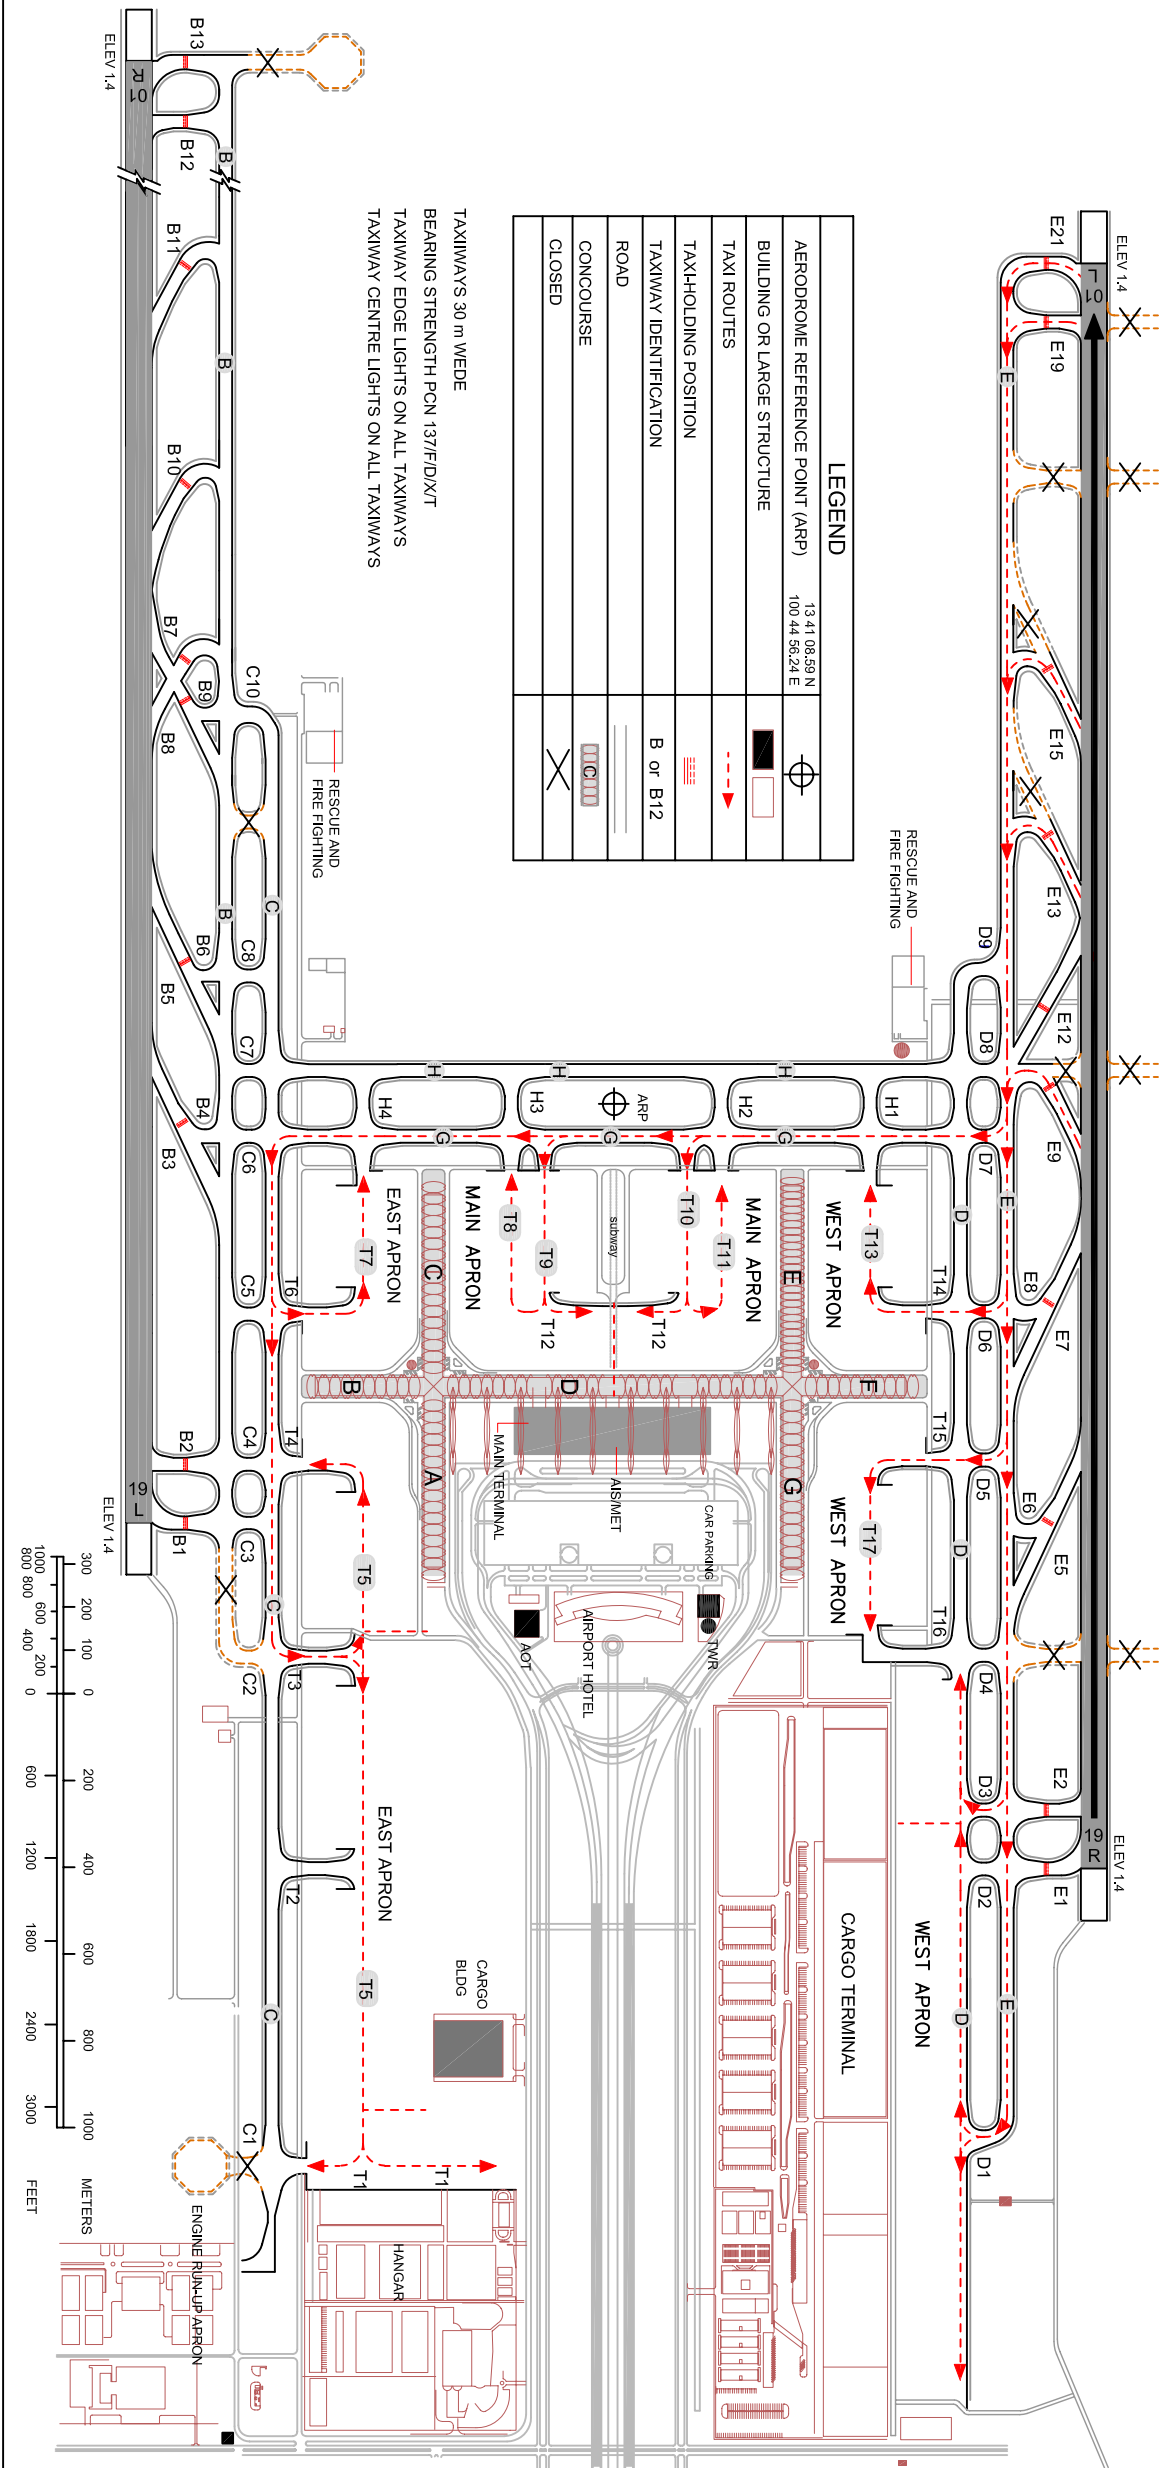 LEGEND
AERODROME REFERENCE POINT (ARP)
13 41 08.59 N
100 44 56.24 E
BUILDING OR LARGE STRUCTURE
TAXI ROUTES
TAXI-HOLDING POSITION
TAXIWAY IDENTIFICATION
B or B12
ROAD
CONCOURSE
C
CLOSED
TAXIWAYS 30 m WEDE
BEARING STRENGTH PCN 137/F/D/X/T
TAXIWAY EDGE LIGHTS ON ALL TAXIWAYS
TAXIWAY CENTRE LIGHTS ON ALL TAXIWAYS
ELEV 1.4
01 L
E21
E19
E
E15
E13
E12
E9
E
E8
E7
E6
E5
E2
E1
E
19 R
ELEV 1.4
D9
D8
D7
D
D6
D5
D
D4
D3
D2
D
D1
RESCUE AND
FIRE FIGHTING
H
H
H
H1
H2
H3
H4
ARP
G
G
G
T14
T15
T16
T13
T17
WEST APRON
WEST APRON
WEST APRON
MAIN APRON
MAIN APRON
EAST APRON
EAST APRON
T11
T10
T9
T8
T7
T12
T12
subway
E
F
G
D
C
B
A
MAIN TERMINAL
AIS/MET
CAR PARKING
TWR
AIRPORT HOTEL
AOT
CARGO TERMINAL
CARGO
BLDG
HANGAR
T6
T4
T5
T3
T2
T5
T1
T1
RESCUE AND
FIRE FIGHTING
C10
C
C8
C7
C6
C5
C4
C3
C
C2
C
C1
ENGINE RUN-UP APRON
B13
B12
B
B11
B
B10
B7
B9
B8
B
B6
B5
B4
B3
B2
B1
ELEV 1.4
01 R
19 L
ELEV 1.4
300 200 100 0 200 400 600 800 1000
METERS
1000 800 800 600 400 200 0 600 1200 1800 2400 3000
FEET